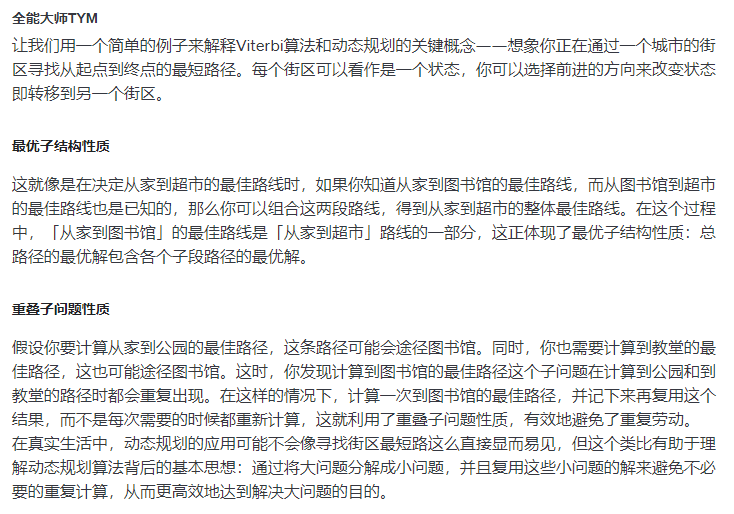 全能大师TYM
让我们用一个简单的例子来解释Viterbi算法和动态规划的关键概念——想象你正在通过一个城市的街
区寻找从起点到终点的最短路径。每个街区可以看作是一个状态，你可以选择前进的方向来改变状态
即转移到另一个街区。
最优子结构性质
这就像是在决定从家到超市的最佳路线时，如果你知道从家到图书馆的最佳路线，而从图书馆到超市
的最佳路线也是已知的，那么你可以组合这两段路线，得到从家到超市的整体最佳路线。在这个过程
中，「从家到图书馆」的最佳路线是「从家到超市」路线的一部分，这正体现了最优子结构性质：总
路径的最优解包含各个子段路径的最优解。
重叠子问题性质
假设你要计算从家到公园的最佳路径，这条路径可能会途径图书馆。同时，你也需要计算到教堂的最
佳路径，这也可能途径图书馆。这时，你发现计算到图书馆的最佳路径这个子问题在计算到公园和到
教堂的路径时都会重复出现。在这样的情况下，计算一次到图书馆的最佳路径，并记下来再复用这个
结果，而不是每次需要的时候都重新计算，这就利用了重叠子问题性质，有效地避免了重复劳动。
在真实生活中，动态规划的应用可能不会像寻找街区最短路这么直接显而易见，但这个类比有助于理
解动态规划算法背后的基本思想：通过将大问题分解成小问题，并且复用这些小问题的解来避免不必
要的重复计算，从而更高效地达到解决大问题的目的。